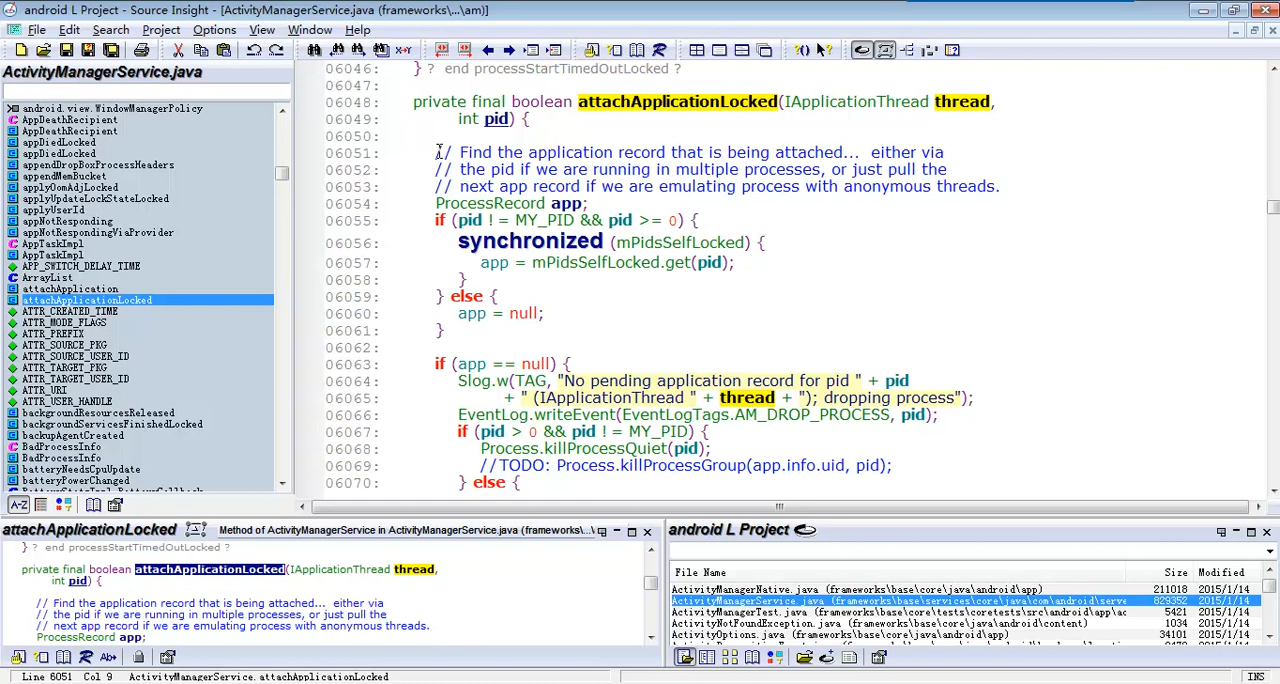 android L Project - Source Insight - [ActivityManagerService.java (frameworks\...\am)]
File Edit Search Project Options View Window Help
ActivityManagerService.java
android.view.WindowManagerPolicy
AppDeathRecipient
AppDeathRecipient
appDiedLocked
appDiedLocked
appendDropBoxProcessHeaders
appendMemBucket
applyOomAdjLocked
applyUpdateLockStateLocked
applyUserId
appNotResponding
appNotRespondingViaProvider
AppTaskImpl
AppTaskImpl
APP_SWITCH_DELAY_TIME
ArrayList
attachApplication
attachApplicationLocked
ATTR_CREATED_TIME
ATTR_MODE_FLAGS
ATTR_PREFIX
ATTR_SOURCE_PKG
ATTR_SOURCE_USER_ID
ATTR_TARGET_PKG
ATTR_TARGET_USER_ID
ATTR_URI
ATTR_USER_HANDLE
backgroundResourcesReleased
backgroundServicesFinishedLocked
backupAgentCreated
BadProcessInfo
BadProcessInfo
batteryNeedsCpuUpdate
batteryPowerChanged
06046: } ? end processStartTimedOutLocked ?
06047:
06048: private final boolean attachApplicationLocked(IApplicationThread thread,
06049: int pid) {
06050:
06051: // Find the application record that is being attached... either via
06052: // the pid if we are running in multiple processes, or just pull the
06053: // next app record if we are emulating process with anonymous threads.
06054: ProcessRecord app;
06055: if (pid != MY_PID && pid >= 0) {
06056: synchronized (mPidsSelfLocked) {
06057: app = mPidsSelfLocked.get(pid);
06058: }
06059: } else {
06060: app = null;
06061: }
06062:
06063: if (app == null) {
06064: Slog.w(TAG, "No pending application record for pid " + pid
06065: + " (IApplicationThread " + thread + "); dropping process");
06066: EventLog.writeEvent(EventLogTags.AM_DROP_PROCESS, pid);
06067: if (pid > 0 && pid != MY_PID) {
06068: Process.killProcessQuiet(pid);
06069: //TODO: Process.killProcessGroup(app.info.uid, pid);
06070: } else {
attachApplicationLocked Method of ActivityManagerService in ActivityManagerService.java (frameworks\...\
} ? end processStartTimedOutLocked ?
private final boolean attachApplicationLocked(IApplicationThread thread,
int pid) {
// Find the application record that is being attached... either via
// the pid if we are running in multiple processes, or just pull the
// next app record if we are emulating process with anonymous threads.
ProcessRecord app;
android L Project
File Name Size Modified
ActivityManagerNative.java (frameworks\base\core\java\android\app) 211018 2015/1/14
ActivityManagerService.java (frameworks\base\services\core\java\com\android\serve 829352 2015/1/14
ActivityManagerTest.java (frameworks\base\core\tests\coretests\src\android\app\ac 5421 2015/1/14
ActivityNotFoundException.java (frameworks\base\core\java\android\content) 1034 2015/1/14
ActivityOptions.java (frameworks\base\core\java\android\app) 34101 2015/1/14
A-Z
Line 6051 Col 9 ActivityManagerService.attachApplicationLocked INS